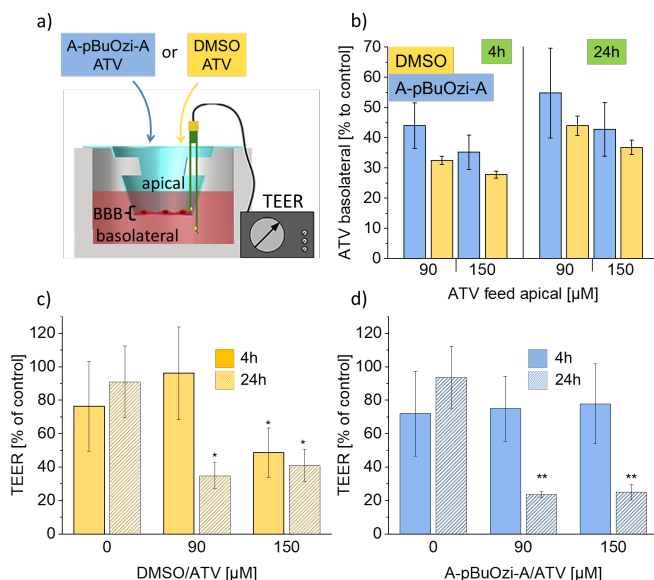 a)
A-pBuOzi-A
ATV
or
DMSO
ATV
apical
BBB
basolateral
TEER
b)
ATV basolateral [% to control]
70
60
50
40
30
20
10
0
DMSO
A-pBuOzi-A
4h
24h
90
150
90
150
ATV feed apical [µM]
c)
TEER [% of control]
120
100
80
60
40
20
0
4h
24h
*
*
*
0
90
150
DMSO/ATV [µM]
d)
TEER [% of control]
120
100
80
60
40
20
0
4h
24h
**
**
0
90
150
A-pBuOzi-A/ATV [µM]